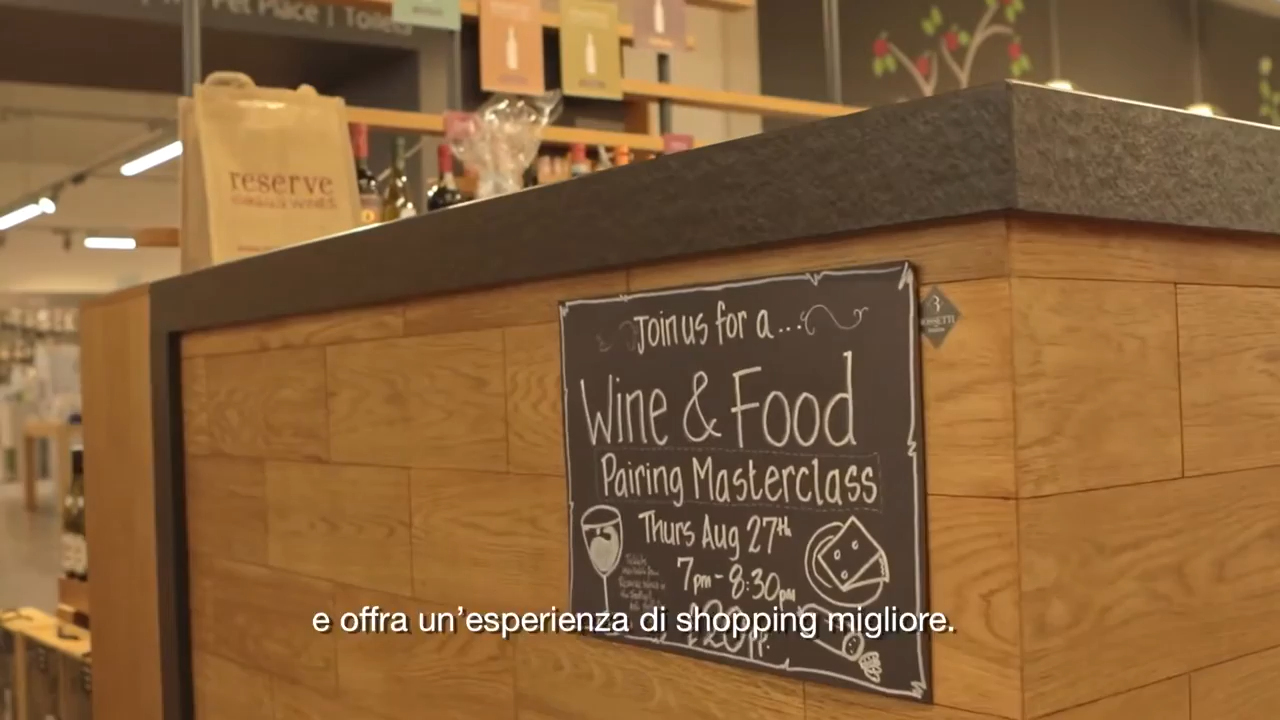 Pet Place | Toilets
reserve
Join us for a...
Wine & Food
Pairing Masterclass
Thurs Aug 27th
7pm - 8:30pm
e offra un'esperienza di shopping migliore.